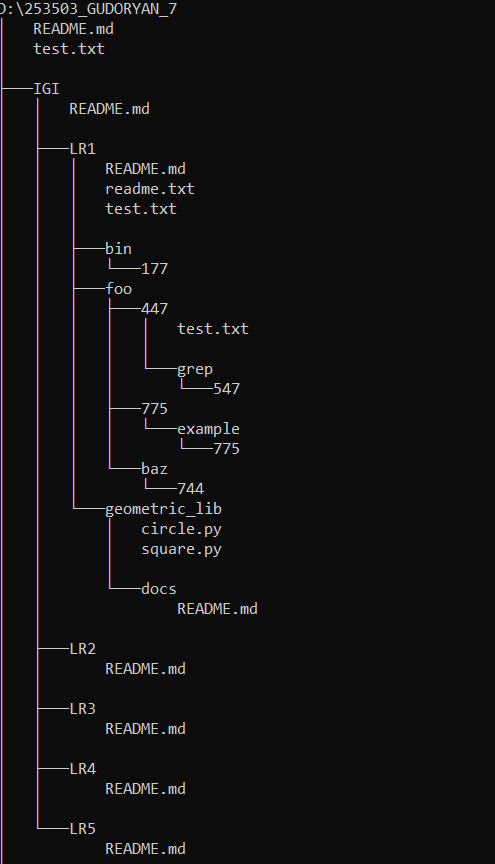 D:\253503_GUDORYAN_7
README.md
test.txt
IGI
README.md
LR1
README.md
readme.txt
test.txt
bin
177
foo
447
test.txt
grep
547
775
example
775
baz
744
geometric_lib
circle.py
square.py
docs
README.md
LR2
README.md
LR3
README.md
LR4
README.md
LR5
README.md